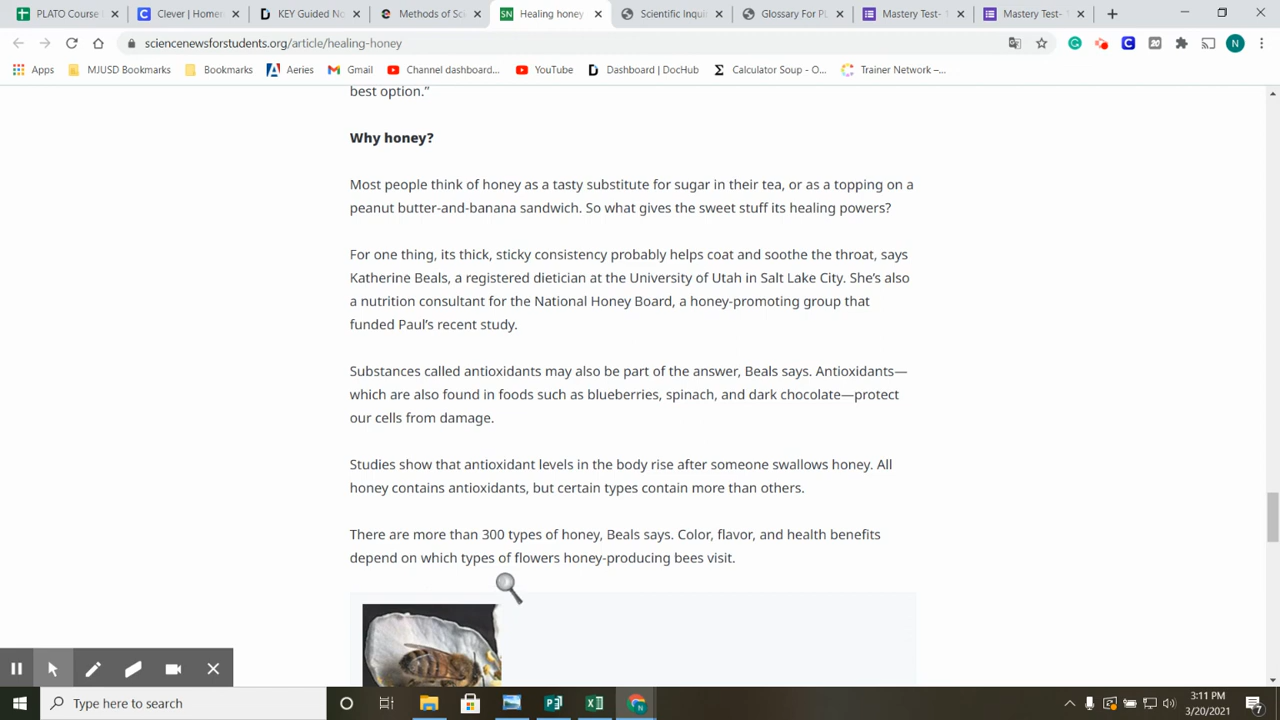 PLATO Course
Clever | Home
KEY Guided No
Methods of Sc
Healing honey
Scientific Inqui
Glossary For PL
Mastery Test- 
Mastery Test- 
sciencenewsforstudents.org/article/healing-honey
N
Apps
MJUSD Bookmarks
Bookmarks
Aeries
Gmail
Channel dashboard...
YouTube
Dashboard | DocHub
Calculator Soup - O...
Trainer Network –...
best option.”
Why honey?
Most people think of honey as a tasty substitute for sugar in their tea, or as a topping on a
peanut butter-and-banana sandwich. So what gives the sweet stuff its healing powers?
For one thing, its thick, sticky consistency probably helps coat and soothe the throat, says
Katherine Beals, a registered dietician at the University of Utah in Salt Lake City. She’s also
a nutrition consultant for the National Honey Board, a honey-promoting group that
funded Paul’s recent study.
Substances called antioxidants may also be part of the answer, Beals says. Antioxidants—
which are also found in foods such as blueberries, spinach, and dark chocolate—protect
our cells from damage.
Studies show that antioxidant levels in the body rise after someone swallows honey. All
honey contains antioxidants, but certain types contain more than others.
There are more than 300 types of honey, Beals says. Color, flavor, and health benefits
depend on which types of flowers honey-producing bees visit.
Type here to search
3:11 PM
3/20/2021